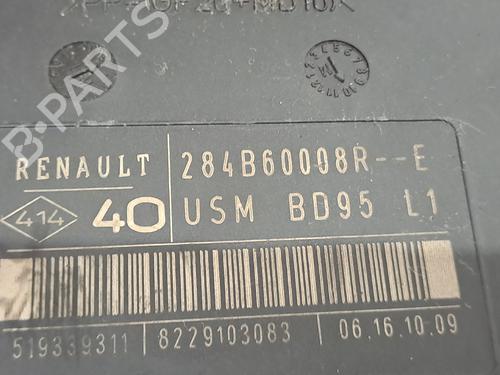 B-PARTS
RENAULT 284B60008R--E
414 40 USM BD95 L1
519339311 8229103083 06.16.10.09